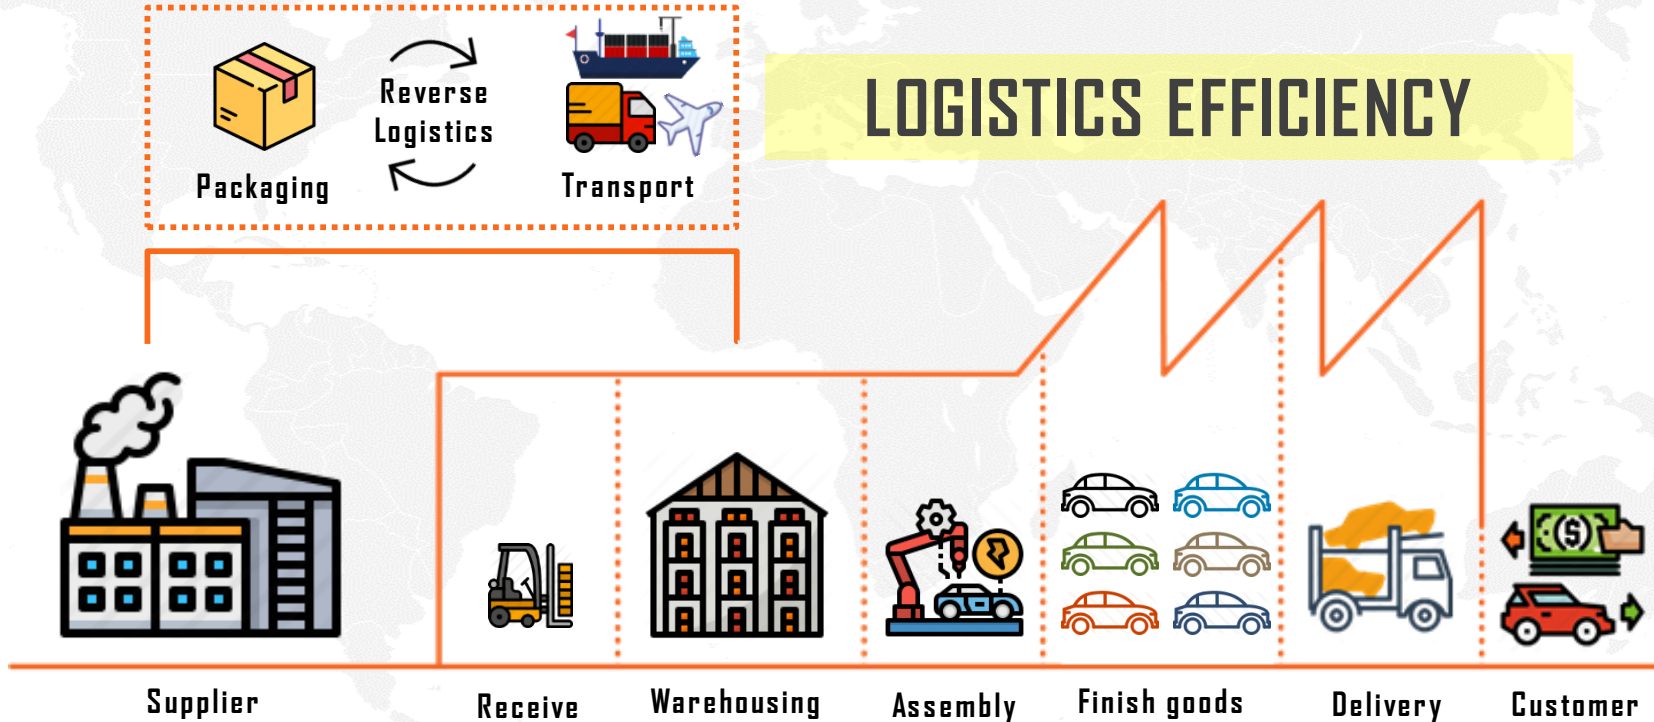 LOGISTICS EFFICIENCY
Reverse
Logistics
Packaging
Transport
$
Supplier
Receive
Warehousing
Assembly
Finish goods
Delivery
Customer